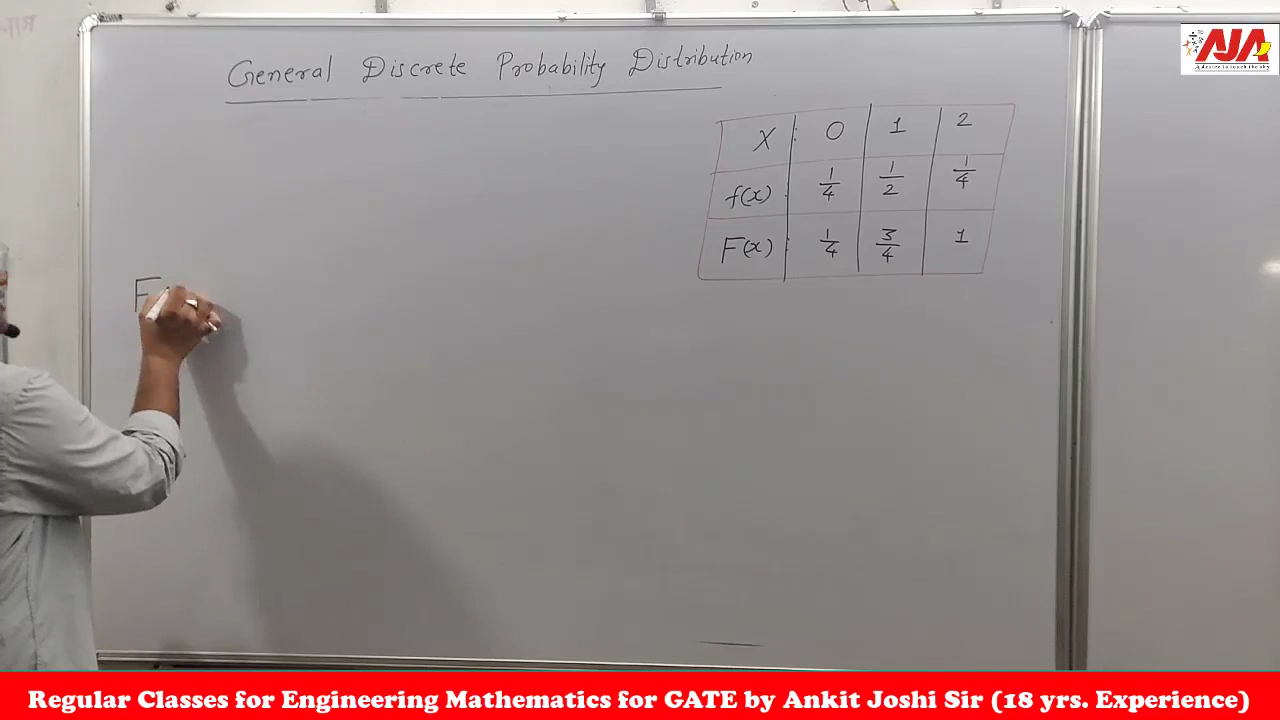 General Discrete Probability Distribution
X : 0 1 2
f(x) : 1/4 1/2 1/4
F(x) : 1/4 3/4 1
F
AJA
A desire to touch the sky
Regular Classes for Engineering Mathematics for GATE by Ankit Joshi Sir (18 yrs. Experience)